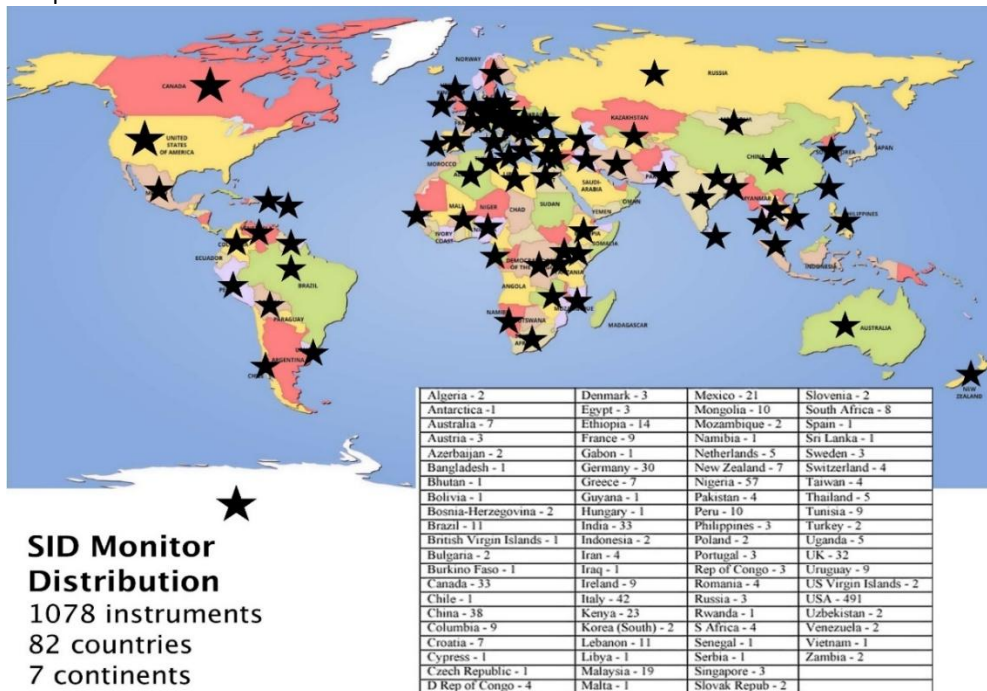 NORWAY
RUSSIA
CANADA
KAZAKHSTAN
UNITED
STATES
OF AMERICA
CHINA
JAPAN
MOROCCO
SAUDI-
ARABIA
OMAN
MYANMAR
MALI
NIGER
CHAD
SUDAN
YEMEN
IVORY
COAST
SOMALIA
ECUADOR
BRAZIL
ANGOLA
INDONESIA
PARAGUAY
BOTSWANA
MADAGASCAR
AUSTRALIA
ARGENTINA
NEW
ZEALAND
Algeria - 2 Denmark - 3 Mexico - 21 Slovenia - 2
Antarctica -1 Egypt - 3 Mongolia - 10 South Africa - 8
Australia - 7 Ethiopia - 14 Mozambique - 2 Spain - 1
Austria - 3 France - 9 Namibia - 1 Sri Lanka - 1
Azerbaijan - 2 Gabon - 1 Netherlands - 5 Sweden - 3
Bangladesh - 1 Germany - 30 New Zealand - 7 Switzerland - 4
Bhutan - 1 Greece - 7 Nigeria - 57 Taiwan - 4
Bolivia - 1 Guyana - 1 Pakistan - 4 Thailand - 5
Bosnia-Herzegovina - 2 Hungary - 1 Peru - 10 Tunisia - 9
Brazil - 11 India - 33 Philippines - 3 Turkey - 2
British Virgin Islands - 1 Indonesia - 2 Poland - 2 Uganda - 5
Bulgaria - 2 Iran - 4 Portugal - 3 UK - 32
Burkino Faso - 1 Iraq - 1 Rep of Congo - 3 Uruguay - 9
Canada - 33 Ireland - 9 Romania - 4 US Virgin Islands - 2
Chile - 1 Italy - 42 Russia - 3 USA - 491
China - 38 Kenya - 23 Rwanda - 1 Uzbekistan - 2
Columbia - 9 Korea (South) - 2 S Africa - 4 Venezuela - 2
Croatia - 7 Lebanon - 11 Senegal - 1 Vietnam - 1
Cypress - 1 Libya - 1 Serbia - 1 Zambia - 2
Czech Republic - 1 Malaysia - 19 Singapore - 3
D Rep of Congo - 4 Malta - 1 Slovak Repub - 2
SID Monitor
Distribution
1078 instruments
82 countries
7 continents